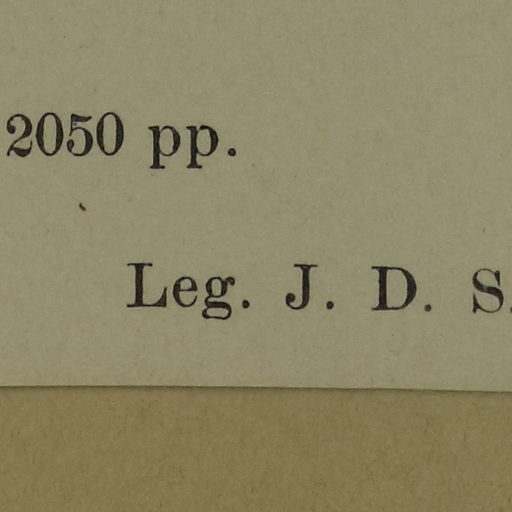 2050 pp.
Leg. J. D. S.